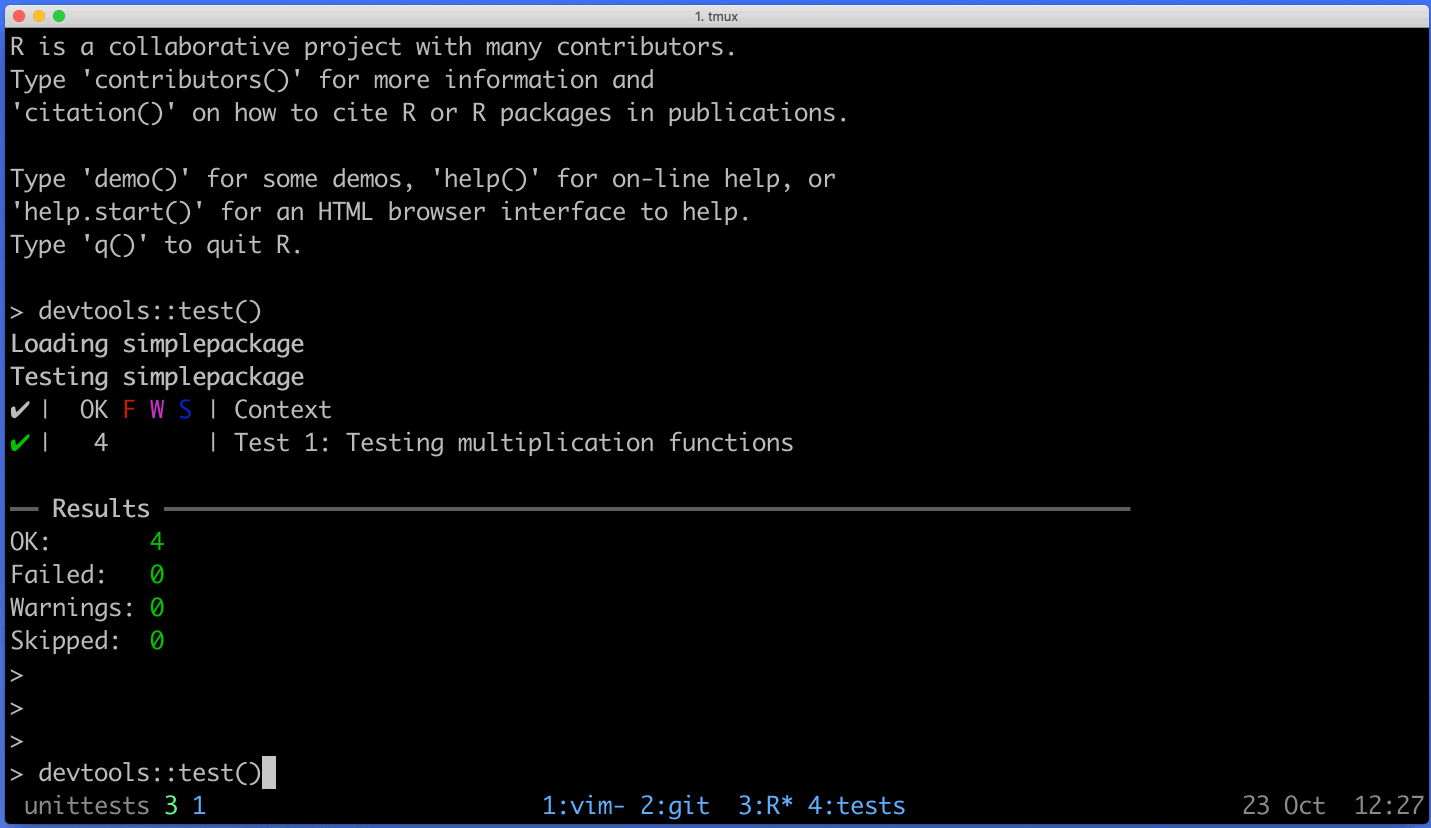 1. tmux
R is a collaborative project with many contributors.
Type 'contributors()' for more information and
'citation()' on how to cite R or R packages in publications.
Type 'demo()' for some demos, 'help()' for on-line help, or
'help.start()' for an HTML browser interface to help.
Type 'q()' to quit R.
> devtools::test()
Loading simplepackage
Testing simplepackage
✔ |  OK F W S | Context
✔ |   4       | Test 1: Testing multiplication functions
── Results ─────────────────────────────────────────────────────────────────────
OK:       4
Failed:   0
Warnings: 0
Skipped:  0
>
>
>
> devtools::test()
unittests 3 1 1:vim- 2:git  3:R* 4:tests 23 Oct  12:27